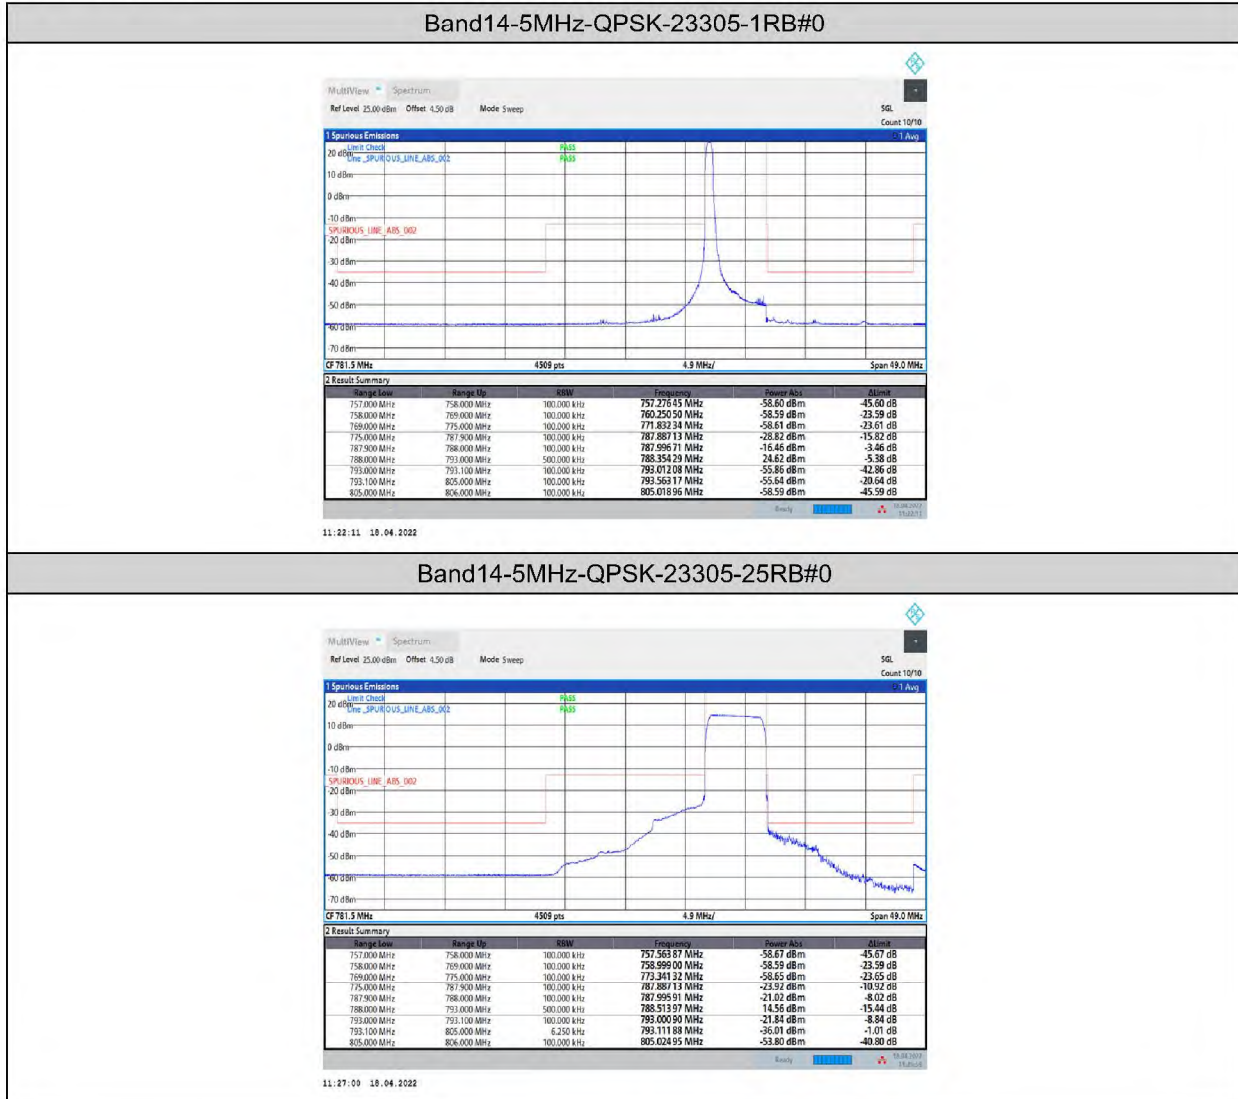 Band14-5MHz-QPSK-23305-1RB#0
MultiView Spectrum
Ref Level 25.00 dBm Offset 4.50 dB Mode Sweep SGL
Count 10/10
1 Spurious Emissions 1 Avg
Limit Check PASS
20 dBm Line _SPURIOUS_LINE_ABS_002 PASS
10 dBm
0 dBm
-10 dBm
SPURIOUS_LINE_ABS_002
-20 dBm
-30 dBm
-40 dBm
-50 dBm
-60 dBm
-70 dBm
CF 781.5 MHz 4509 pts 4.9 MHz/ Span 49.0 MHz
2 Result Summary
Range Low Range Up RBW Frequency Power Abs ΔLimit
757.000 MHz 758.000 MHz 100.000 kHz 757.27645 MHz -58.60 dBm -45.60 dB
758.000 MHz 769.000 MHz 100.000 kHz 760.25050 MHz -58.59 dBm -23.59 dB
769.000 MHz 775.000 MHz 100.000 kHz 771.83234 MHz -58.61 dBm -23.61 dB
775.000 MHz 787.900 MHz 100.000 kHz 787.88713 MHz -28.82 dBm -15.82 dB
787.900 MHz 788.000 MHz 100.000 kHz 787.99671 MHz -16.46 dBm -3.46 dB
788.000 MHz 793.000 MHz 500.000 kHz 788.35429 MHz 24.62 dBm -5.38 dB
793.000 MHz 793.100 MHz 100.000 kHz 793.01208 MHz -55.86 dBm -42.86 dB
793.100 MHz 805.000 MHz 100.000 kHz 793.56317 MHz -55.64 dBm -20.64 dB
805.000 MHz 806.000 MHz 100.000 kHz 805.01896 MHz -58.59 dBm -45.59 dB
Ready
11:22:11 18.04.2022
Band14-5MHz-QPSK-23305-25RB#0
MultiView Spectrum
Ref Level 25.00 dBm Offset 4.50 dB Mode Sweep SGL
Count 10/10
1 Spurious Emissions 1 Avg
Limit Check PASS
20 dBm Line _SPURIOUS_LINE_ABS_002 PASS
10 dBm
0 dBm
-10 dBm
SPURIOUS_LINE_ABS_002
-20 dBm
-30 dBm
-40 dBm
-50 dBm
-60 dBm
-70 dBm
CF 781.5 MHz 4509 pts 4.9 MHz/ Span 49.0 MHz
2 Result Summary
Range Low Range Up RBW Frequency Power Abs ΔLimit
757.000 MHz 758.000 MHz 100.000 kHz 757.56387 MHz -58.67 dBm -45.67 dB
758.000 MHz 769.000 MHz 100.000 kHz 758.99900 MHz -58.59 dBm -23.59 dB
769.000 MHz 775.000 MHz 100.000 kHz 773.34132 MHz -58.65 dBm -23.65 dB
775.000 MHz 787.900 MHz 100.000 kHz 787.88713 MHz -23.92 dBm -10.92 dB
787.900 MHz 788.000 MHz 100.000 kHz 787.99591 MHz -21.02 dBm -8.02 dB
788.000 MHz 793.000 MHz 500.000 kHz 788.51397 MHz 14.56 dBm -15.44 dB
793.000 MHz 793.100 MHz 100.000 kHz 793.00090 MHz -21.84 dBm -8.84 dB
793.100 MHz 805.000 MHz 6.250 kHz 793.11188 MHz -36.01 dBm -1.01 dB
805.000 MHz 806.000 MHz 100.000 kHz 805.02495 MHz -53.80 dBm -40.80 dB
Ready
11:27:00 18.04.2022